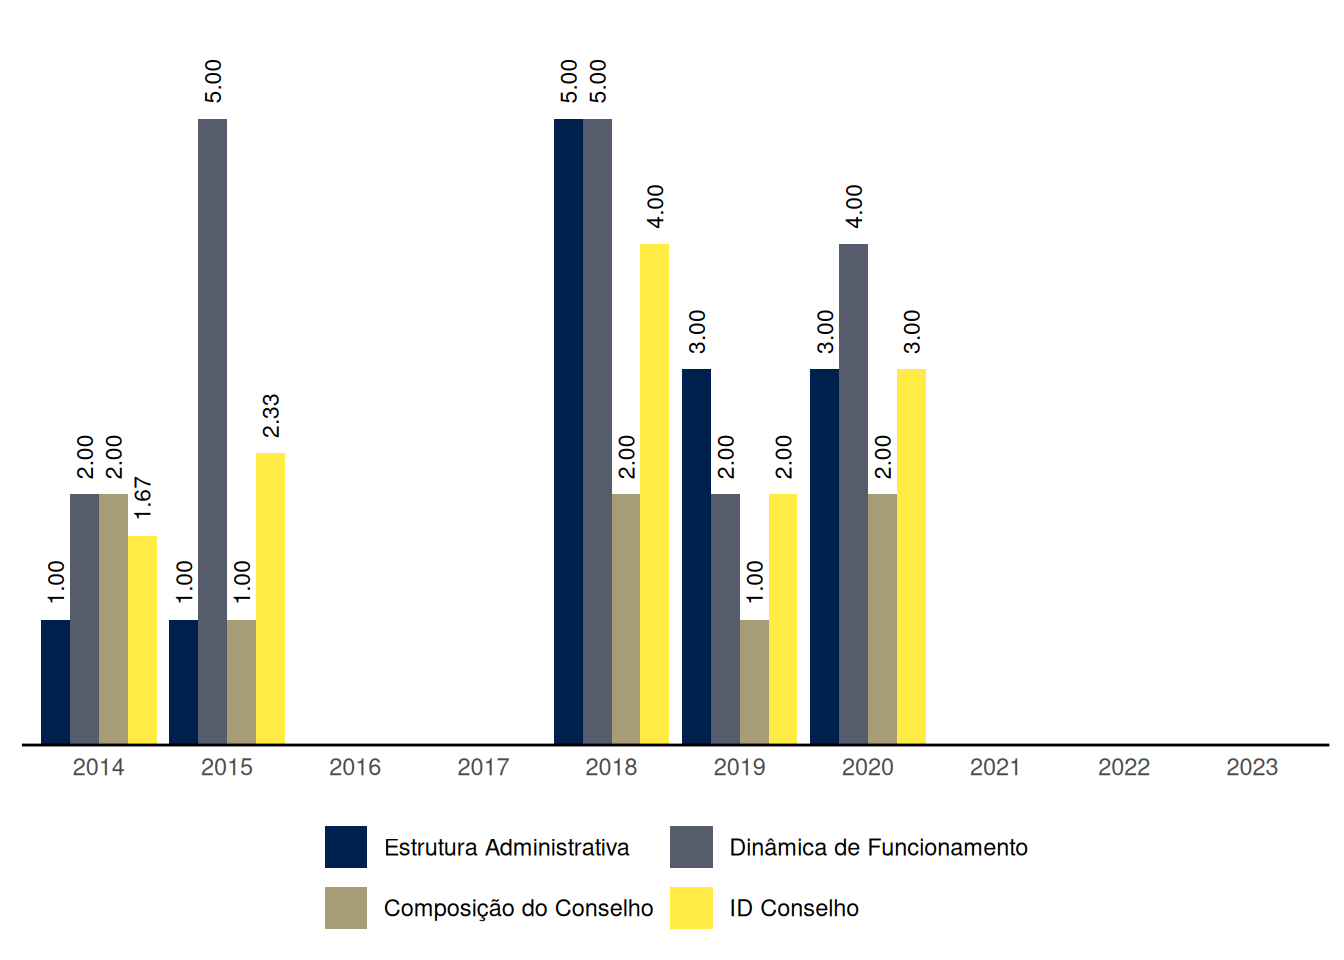 5.00
5.00 5.00
4.00 4.00
3.00 3.00 3.00
2.33
2.00 2.00 2.00 2.00 2.00 2.00
1.67
1.00 1.00 1.00 1.00
2014 2015 2016 2017 2018 2019 2020 2021 2022 2023
Estrutura Administrativa Dinâmica de Funcionamento
Composição do Conselho ID Conselho